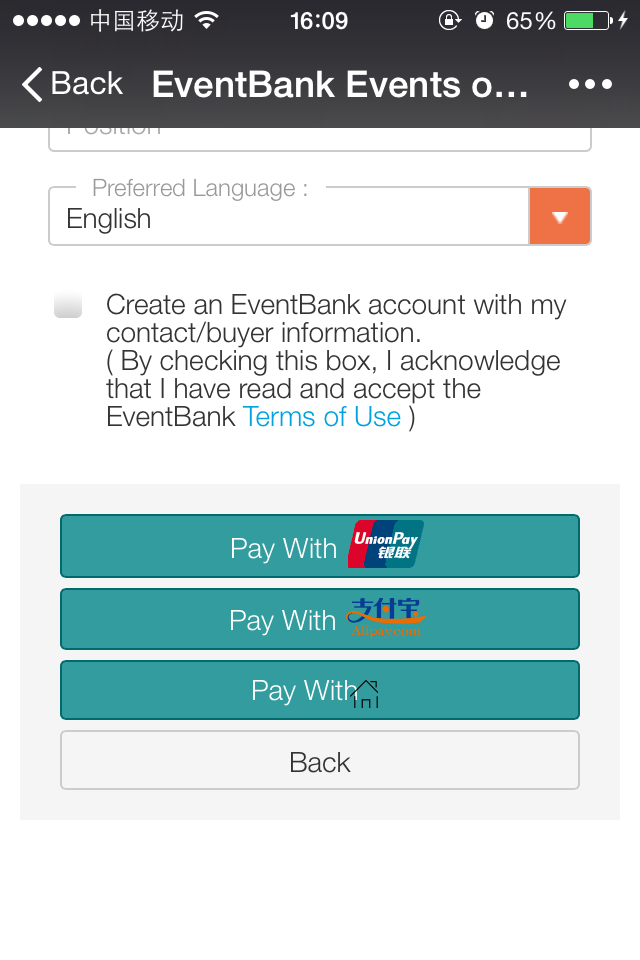 中国移动 16:09 65%
Back EventBank Events o...
Position
Preferred Language :
English
Create an EventBank account with my
contact/buyer information.
( By checking this box, I acknowledge
that I have read and accept the
EventBank Terms of Use )
Pay With UnionPay
银联
Pay With 支付宝
Alipay.com
Pay With
Back